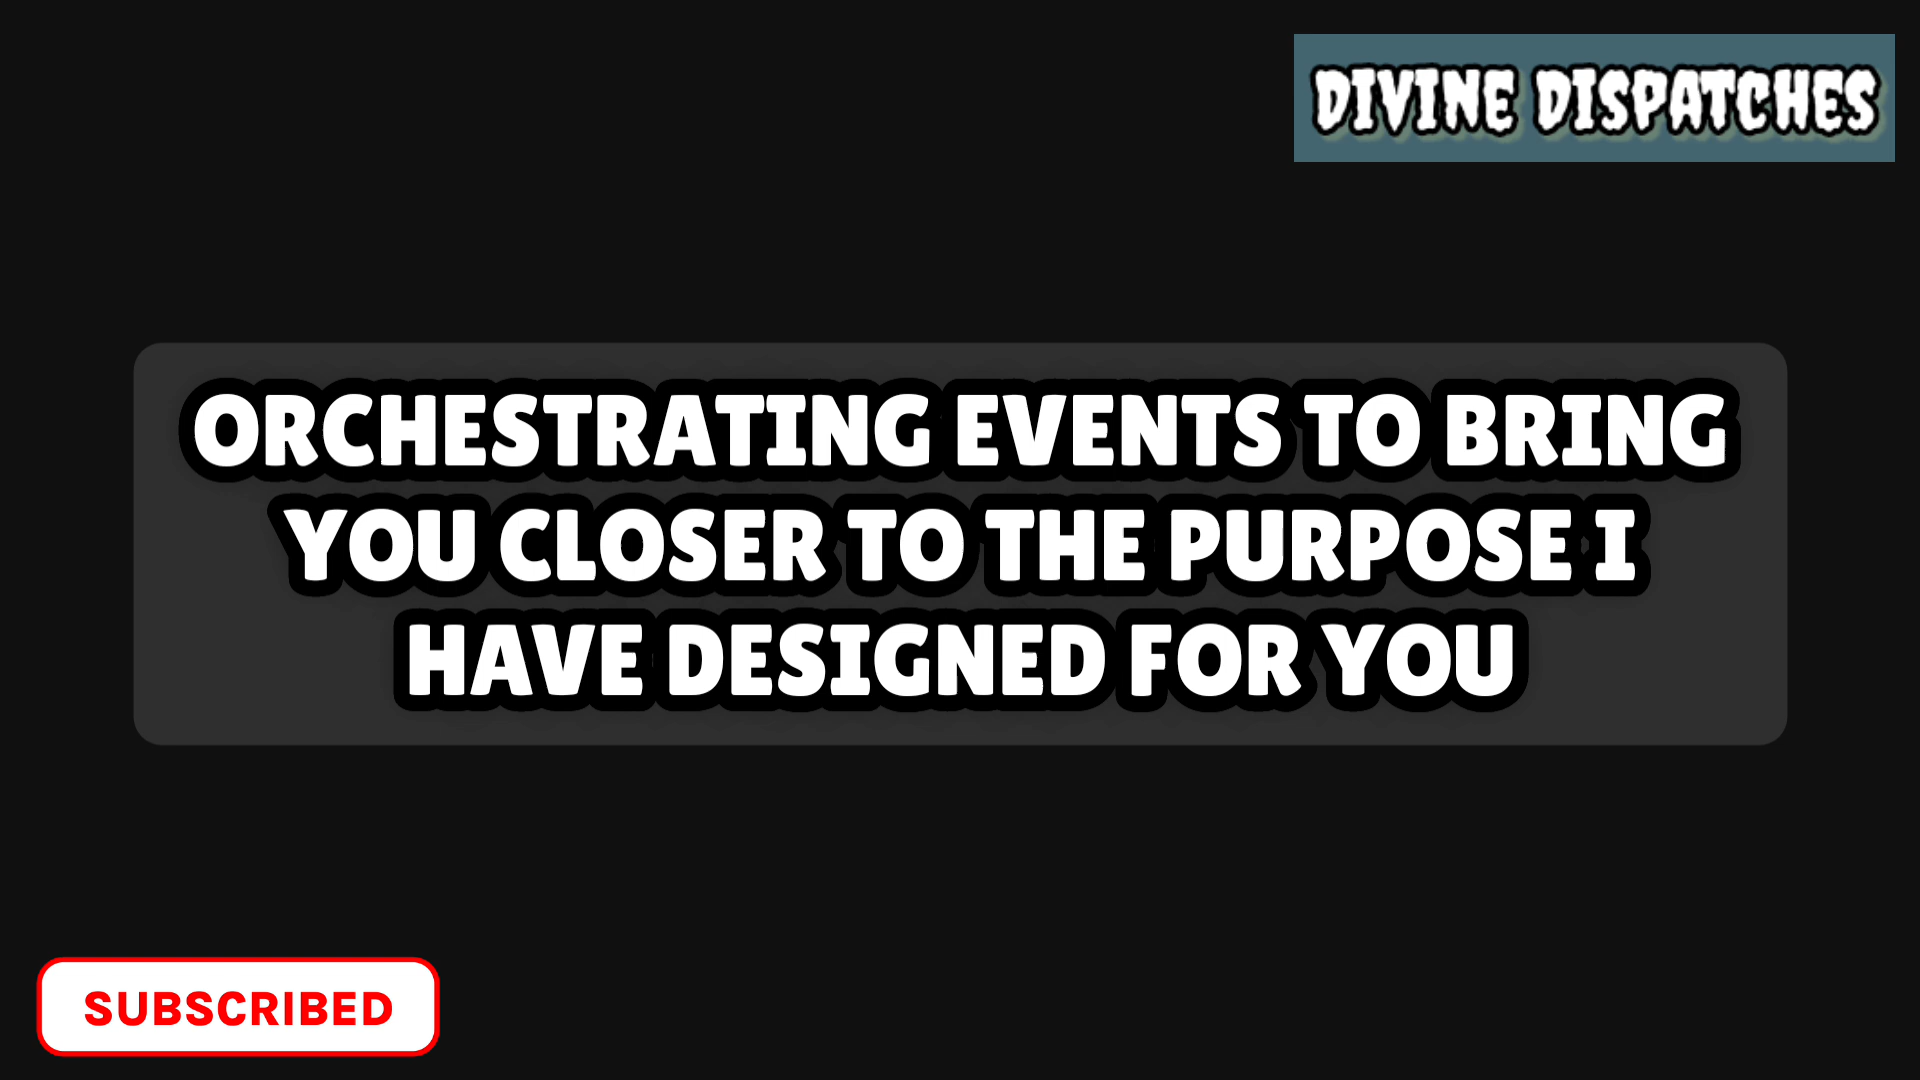 DIVINE DISPATCHES
ORCHESTRATING EVENTS TO BRING
YOU CLOSER TO THE PURPOSE I
HAVE DESIGNED FOR YOU
SUBSCRIBED